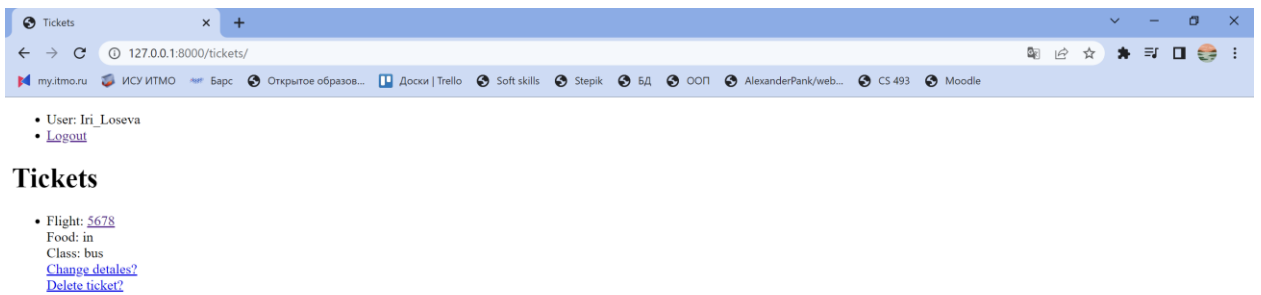 Tickets
127.0.0.1:8000/tickets/
my.itmo.ru ИСУ ИТМО Барс Открытое образов... Доски | Trello Soft skills Stepik БД ООП AlexanderPank/web... CS 493 Moodle
User: Iri_Loseva
Logout
Tickets
Flight: 5678
Food: in
Class: bus
Change detales?
Delete ticket?